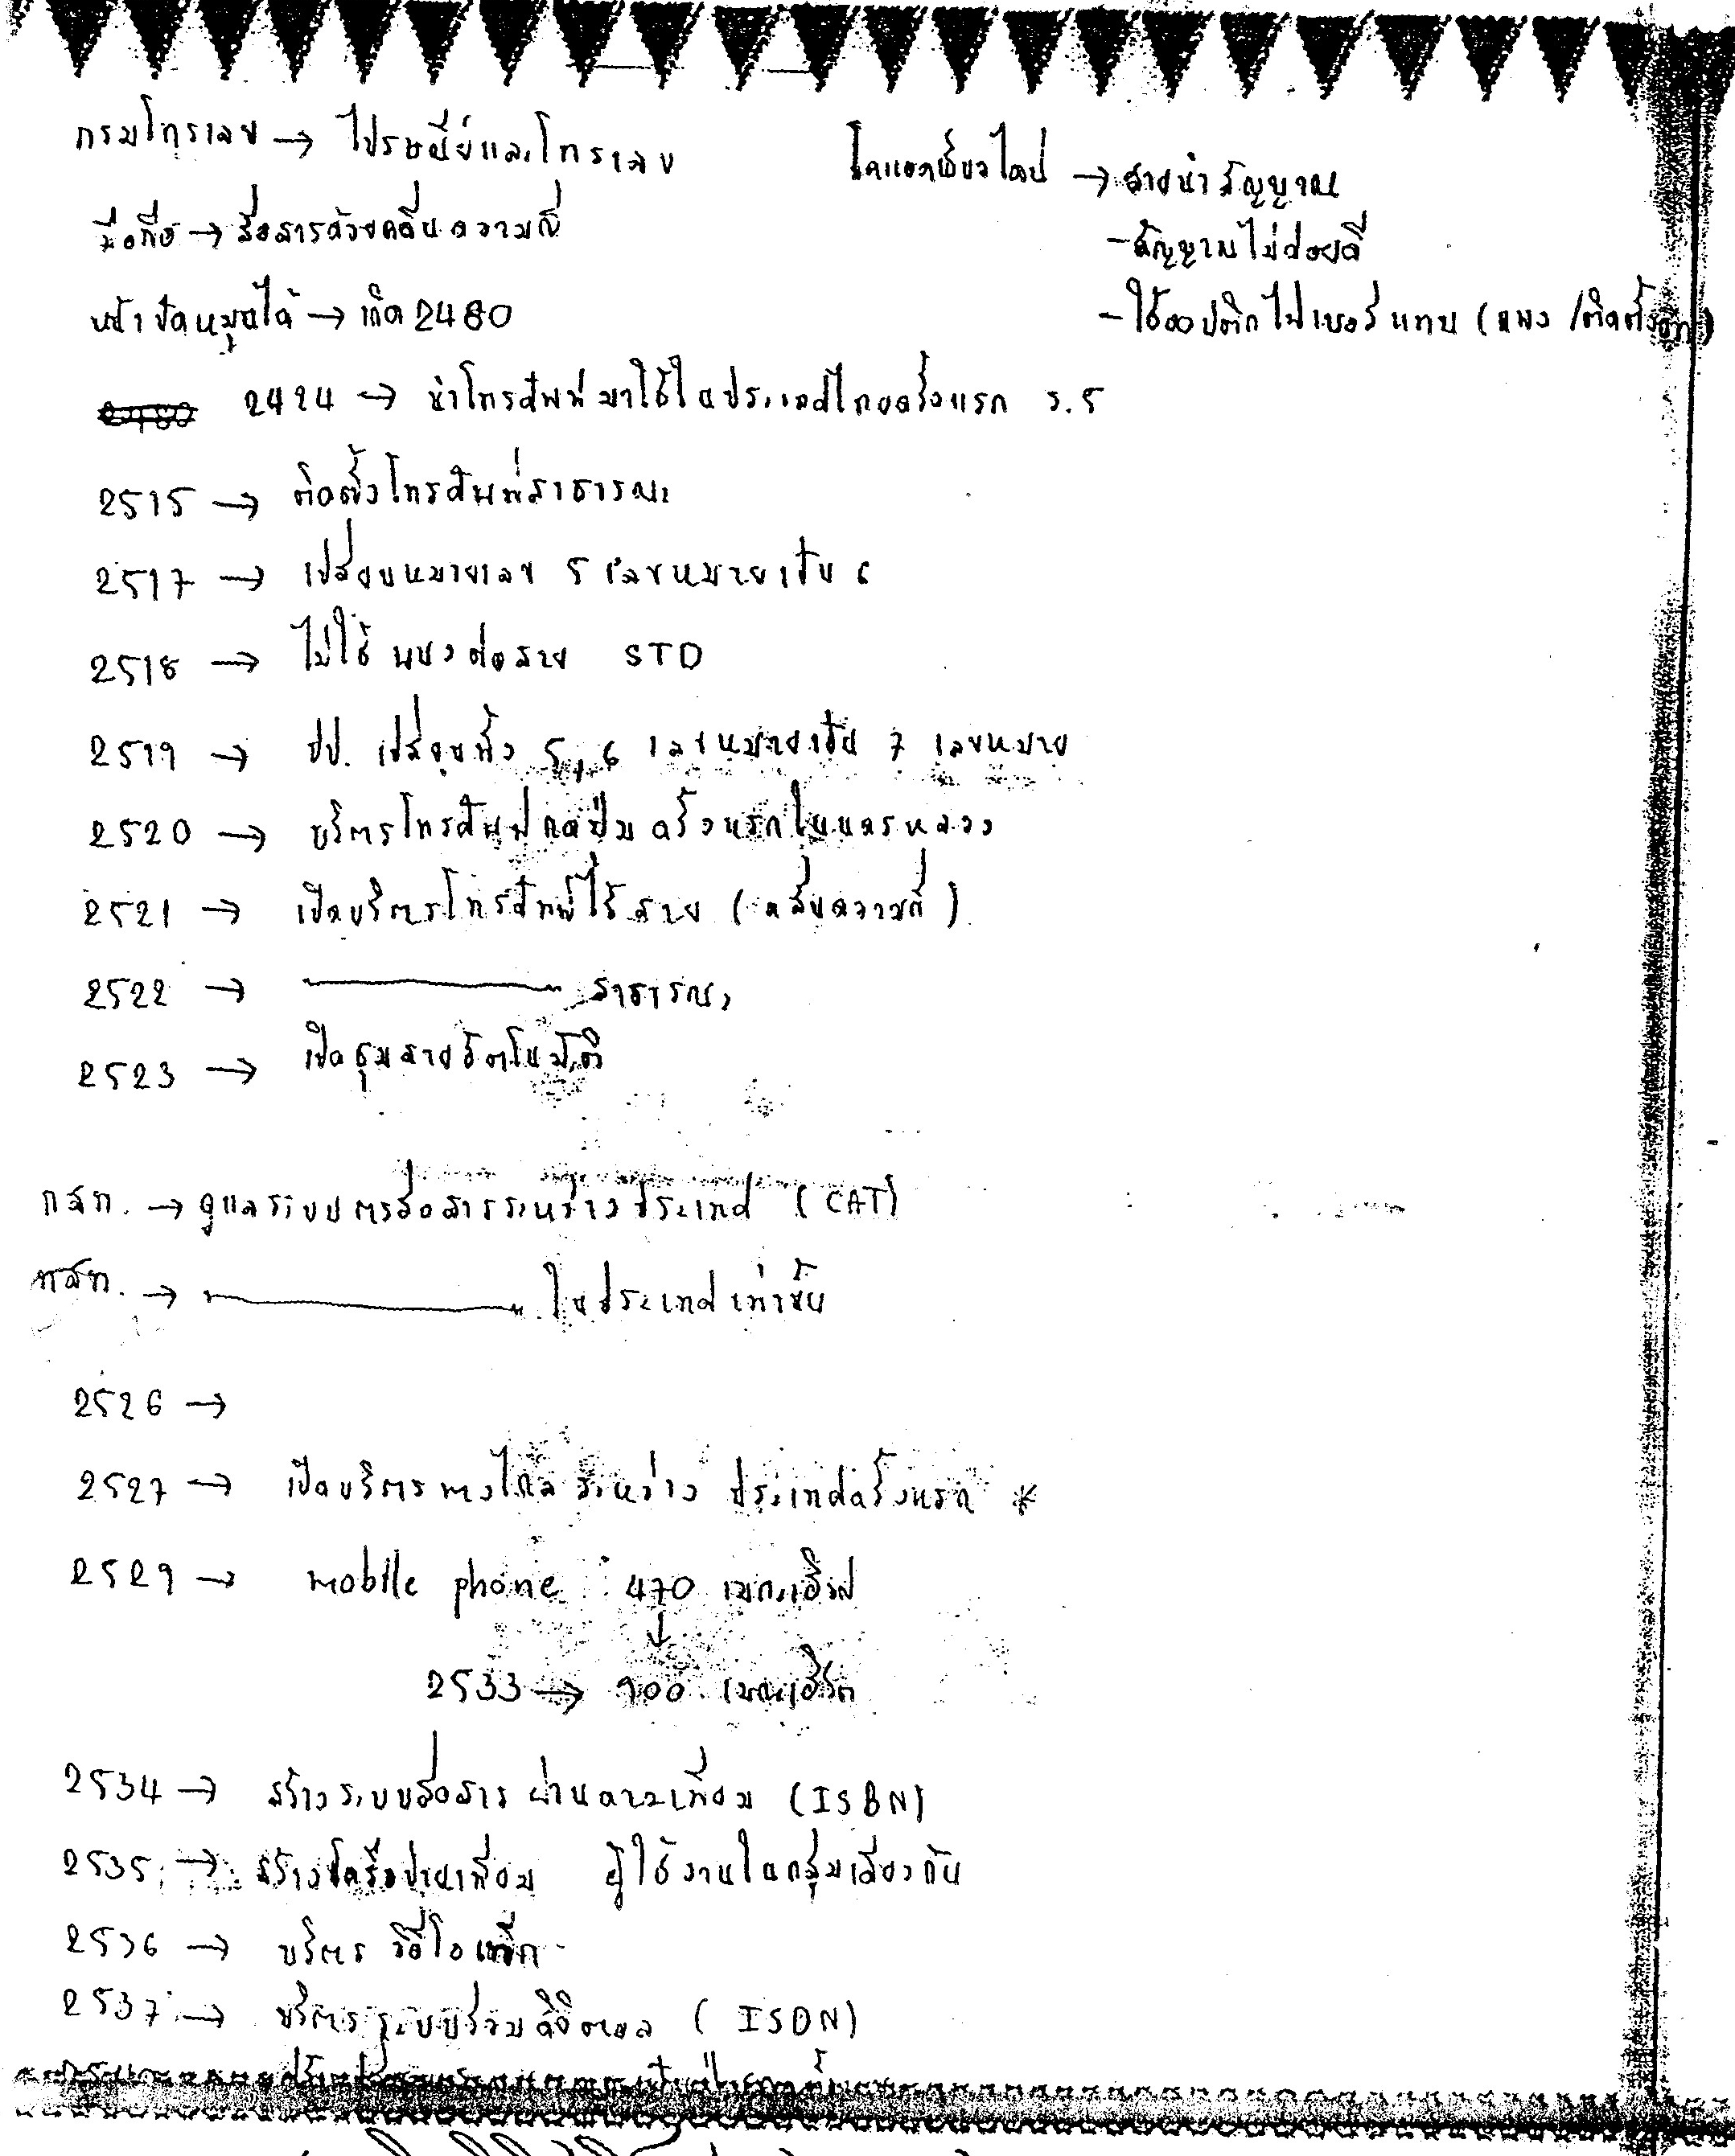 กรมโทรเลข → ไปรษณีย์และโทรเลข
มือถือ → สื่อสารด้วยคลื่นความถี่
หน้าปัดหมุนได้ → เกิด 2480
2424 → นำโทรศัพท์มาใช้ในประเทศไทยครั้งแรก ร.5
2515 → ติดตั้งโทรศัพท์สาธารณะ
2517 → เปลี่ยนหมายเลข 5 เลขหมายเป็น 6
2518 → ไม่ใช้ แผงต่อสาย STD
2519 → ปป. เปลี่ยนทั้ง 5,6 เลขหมายเป็น 7 เลขหมาย
2520 → บริการโทรศัพท์กดปุ่มครั้งแรกในนครหลวง
2521 → เปิดบริการโทรศัพท์ไร้สาย (คลื่นความถี่)
2522 → สาธารณะ
2523 → เปิดชุมสายอัตโนมัติ
กสท. → ดูแลระบบการสื่อสารระหว่างประเทศ (CAT)
ทศท. → ในประเทศเท่านั้น
2526 →
2527 → เปิดบริการทางไกลระหว่างประเทศครั้งแรก *
2529 → mobile phone 470 เมกะเฮิรตซ์
↓
2533 → 900 เมกะเฮิร์ต
2534 → สร้างระบบสื่อสารผ่านดาวเทียม (ISBN)
2535 → สร้างโครือข่ายเพื่อม ผู้ใช้งานในกลุ่มเดียวกัน
2536 → บริการ วีดีโอเท็ก
2537 → บริการระบบร่วมดิจิตอล (ISDN)
โคแอคเชียวไลน์ → สายนำสัญญาณ
- สัญญาณไม่ค่อยดี
- ใช้ออปติกไฟเบอร์แทน (แพง /ติดตั้งยาก)